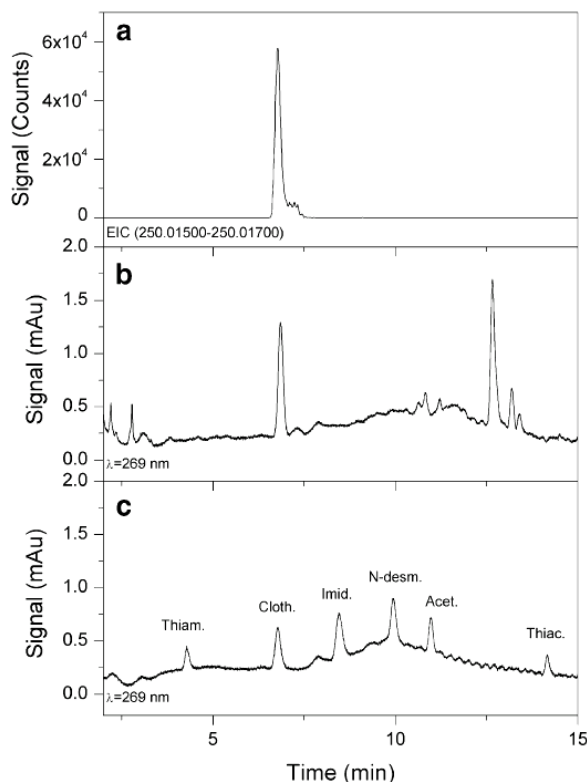 a
6x10⁴
4x10⁴
2x10⁴
0
Signal (Counts)
EIC (250.01500-250.01700)
b
2.0
1.5
1.0
0.5
0.0
Signal (mAu)
λ=269 nm
c
2.0
1.5
1.0
0.5
0.0
Signal (mAu)
Thiam.
Cloth.
Imid.
N-desm.
Acet.
Thiac.
λ=269 nm
5 10 15
Time (min)